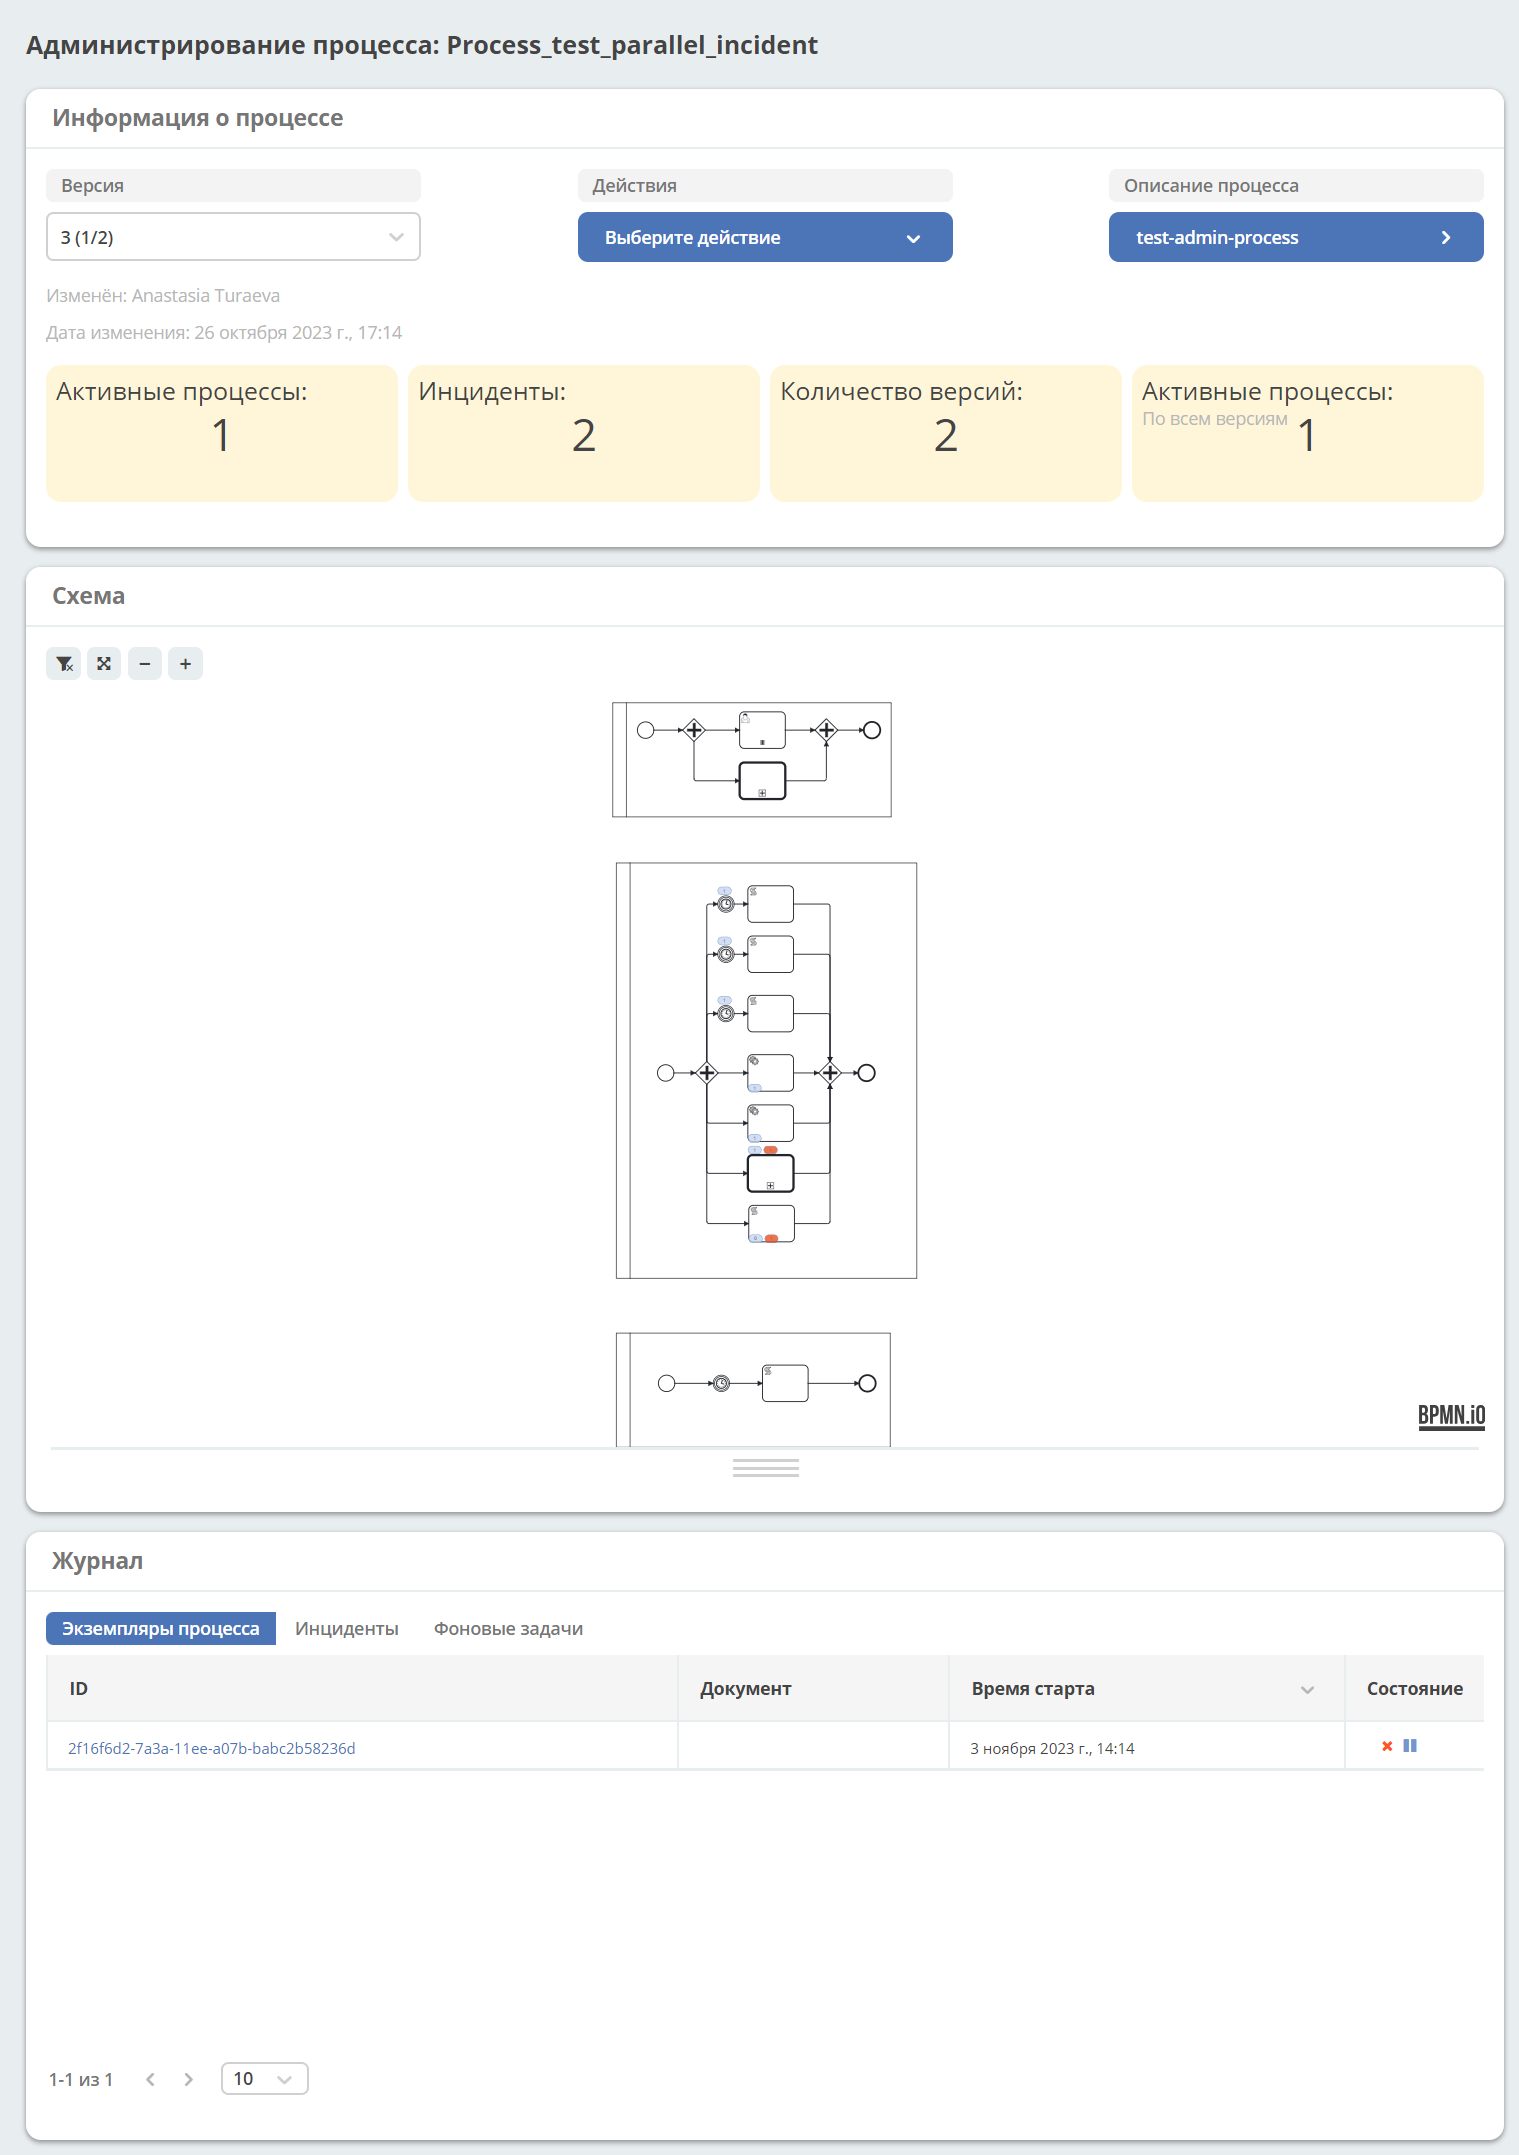 Администрирование процесса: Process_test_parallel_incident
Информация о процессе
Версия
Действия
Описание процесса
3 (1/2)
Выберите действие
test-admin-process
Изменён: Anastasia Turaeva
Дата изменения: 26 октября 2023 г., 17:14
Активные процессы:
1
Инциденты:
2
Количество версий:
2
Активные процессы:
По всем версиям
1
Схема
BPMN.iO
Журнал
Экземпляры процесса
Инциденты
Фоновые задачи
ID
Документ
Время старта
Состояние
2f16f6d2-7a3a-11ee-a07b-babc2b58236d
3 ноября 2023 г., 14:14
1-1 из 1
10